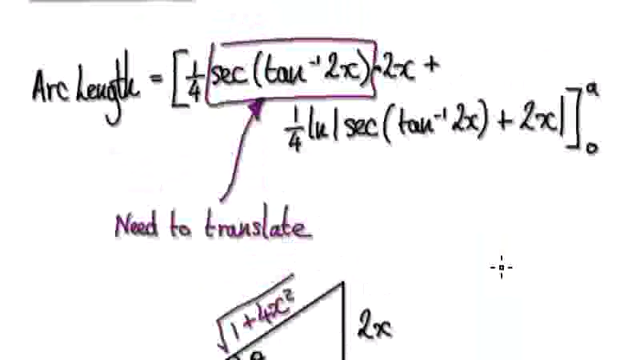 Arc Length = [¼ sec(tan⁻¹ 2x)·2x +
¼ ln|sec(tan⁻¹ 2x) + 2x|]ᵃ₀
Need to translate
√1+4x²
2x
θ